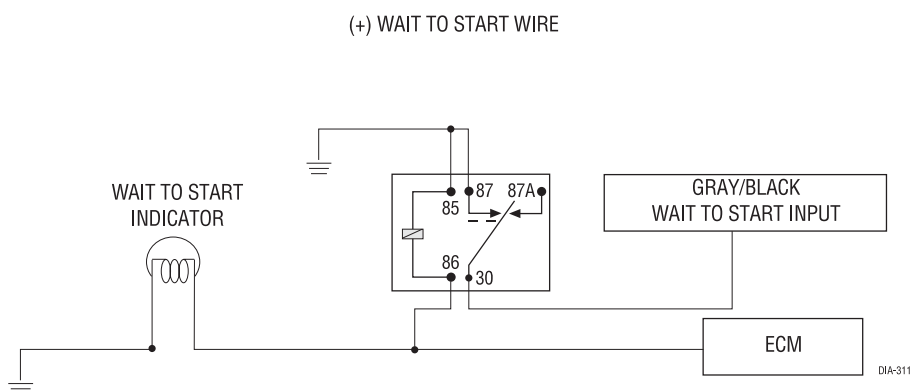 (+) WAIT TO START WIRE
WAIT TO START
INDICATOR
87
87A
85
86
30
GRAY/BLACK
WAIT TO START INPUT
ECM
DIA-311